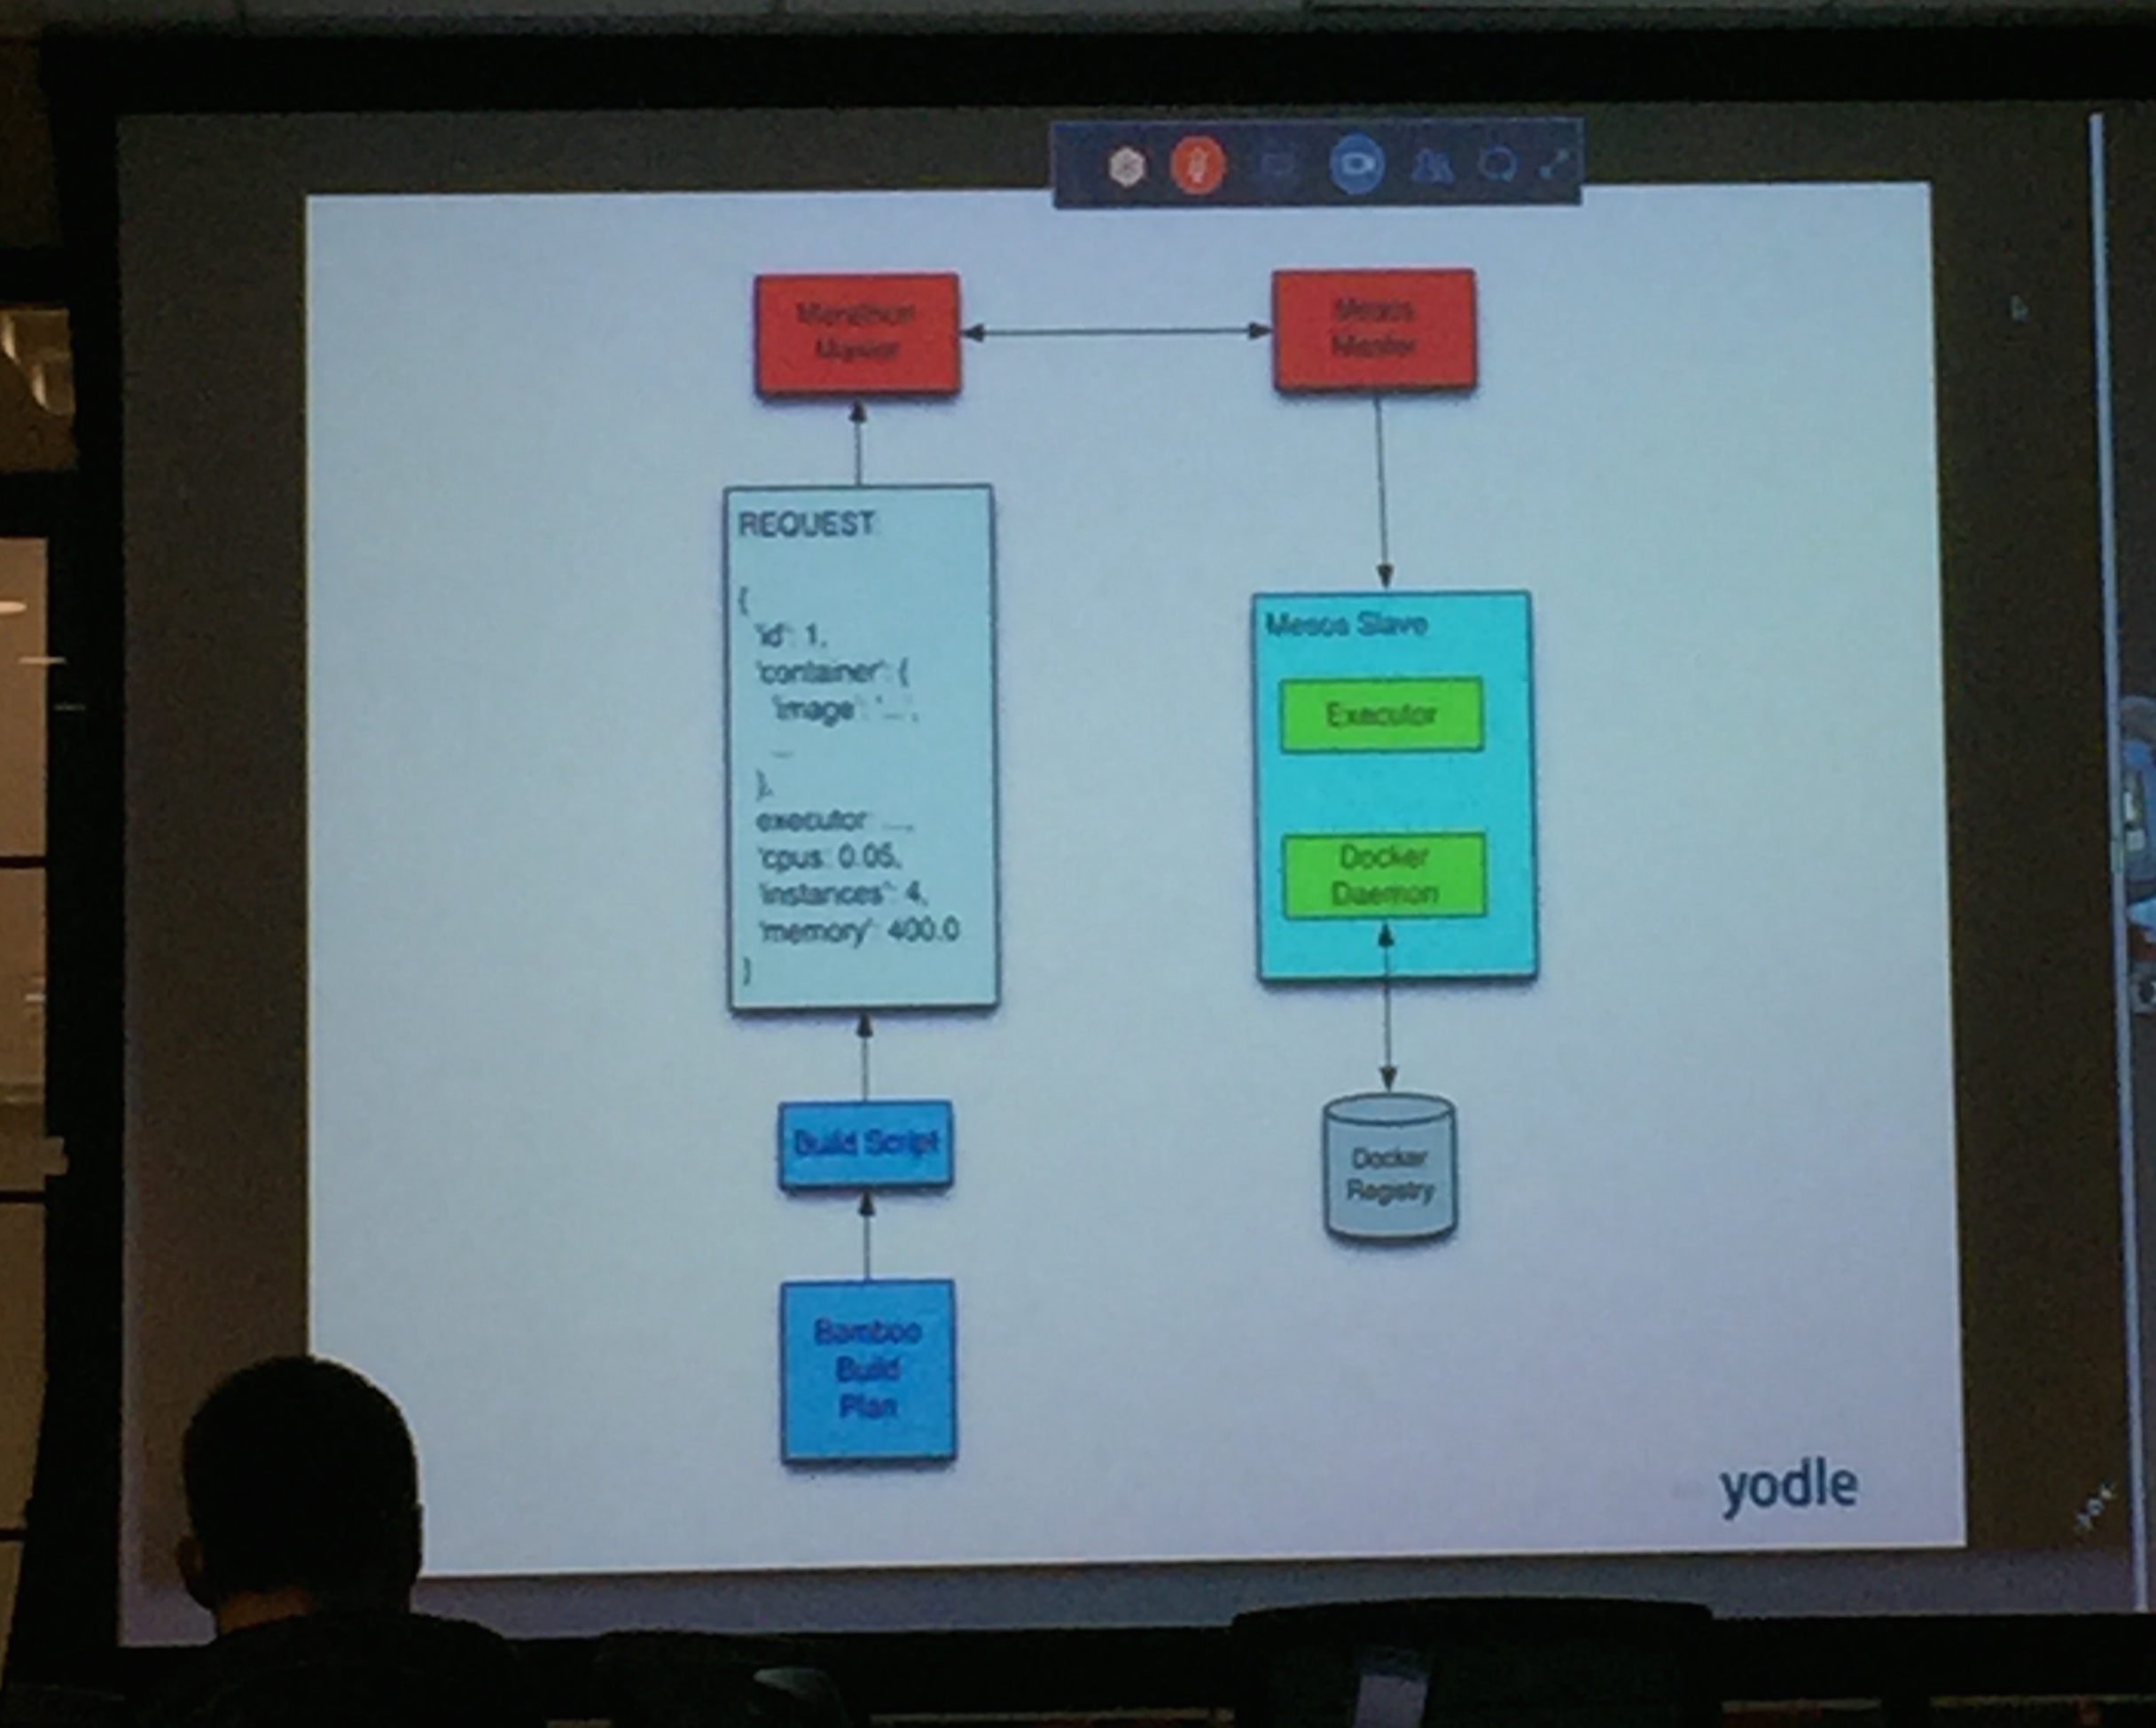 Marathon
Master
Mesos
Master
REQUEST
{
'id': 1,
'container': {
'image': '...',
...
},
executor: ...,
'cpus: 0.05,
'instances": 4,
'memory' 400.0
}
Mesos Slave
Executor
Docker
Daemon
Build Script
Docker
Registry
Bamboo
Build
Plan
yodle